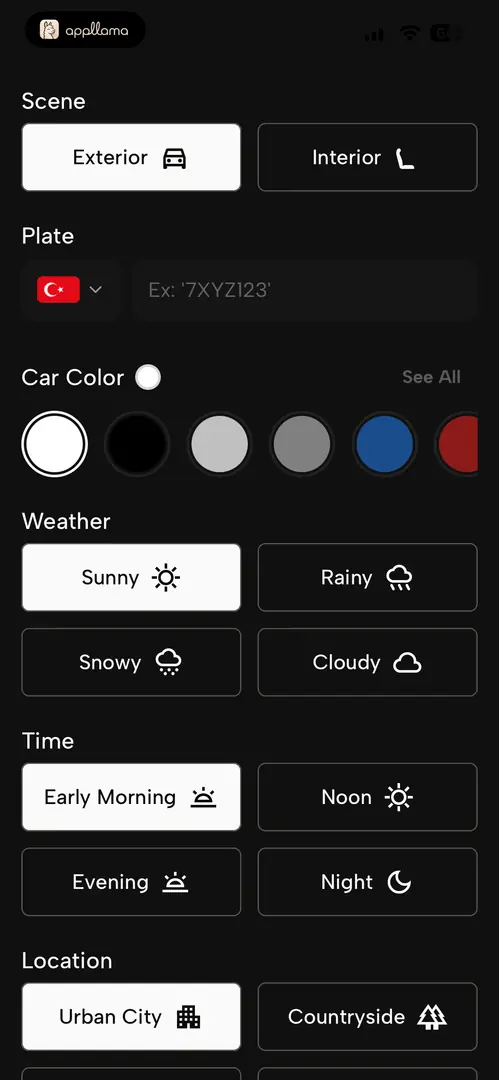 appllama
Scene
Exterior
Interior
Plate
Ex: '7XYZ123'
Car Color
See All
Weather
Sunny
Rainy
Snowy
Cloudy
Time
Early Morning
Noon
Evening
Night
Location
Urban City
Countryside